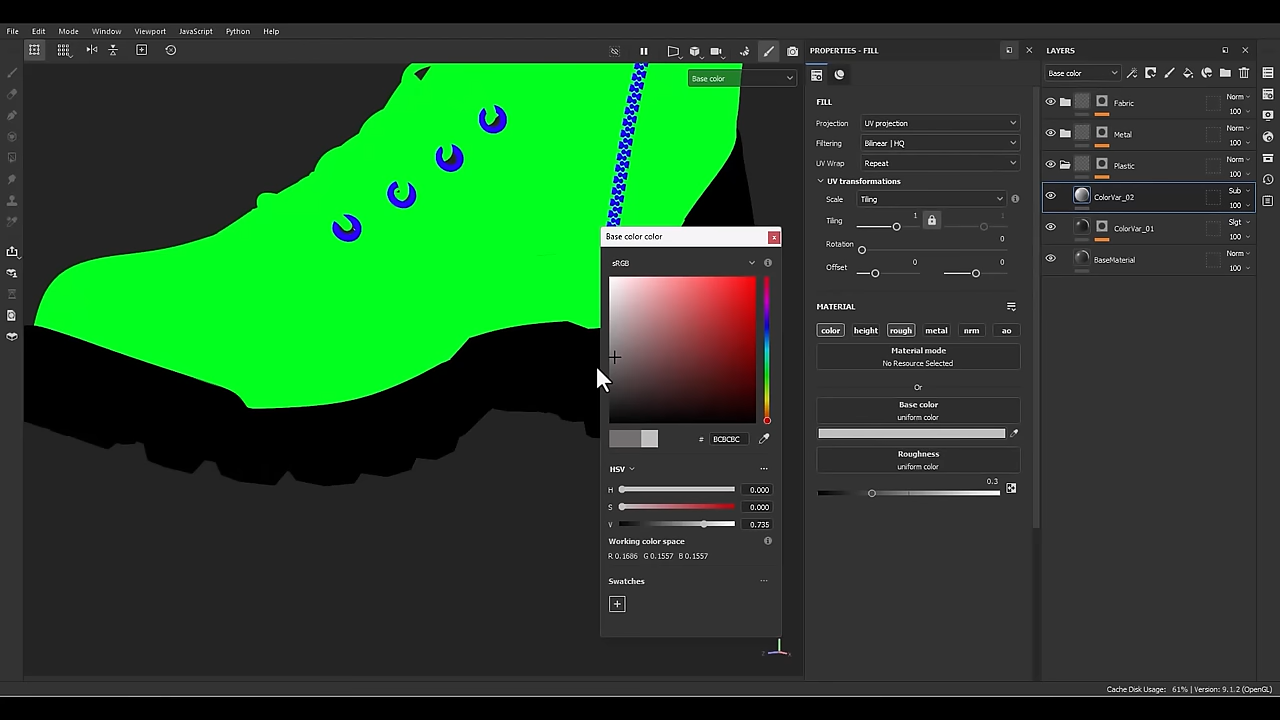 File Edit Mode Window Viewport JavaScript Python Help
PROPERTIES - FILL
LAYERS
Base color
Base color
FILL
Projection UV projection
Filtering Bilinear | HQ
UV Wrap Repeat
UV transformations
Scale Tiling
Tiling 1 1
Rotation 0
Offset 0 0
MATERIAL
color height rough metal nrm ao
Material mode
No Resource Selected
Or
Base color
uniform color
Roughness
uniform color
0.3
Fabric Norm 100
Metal Norm 100
Plastic Norm 100
ColorVar_02 Sub 100
ColorVar_01 Slgt 100
BaseMaterial Norm 100
Base color color
sRGB
# BCBCBC
HSV
H 0.000
S 0.000
V 0.735
Working color space
R 0.1686 G 0.1557 B 0.1557
Swatches
Cache Disk Usage: 61% | Version: 9.1.2 (OpenGL)